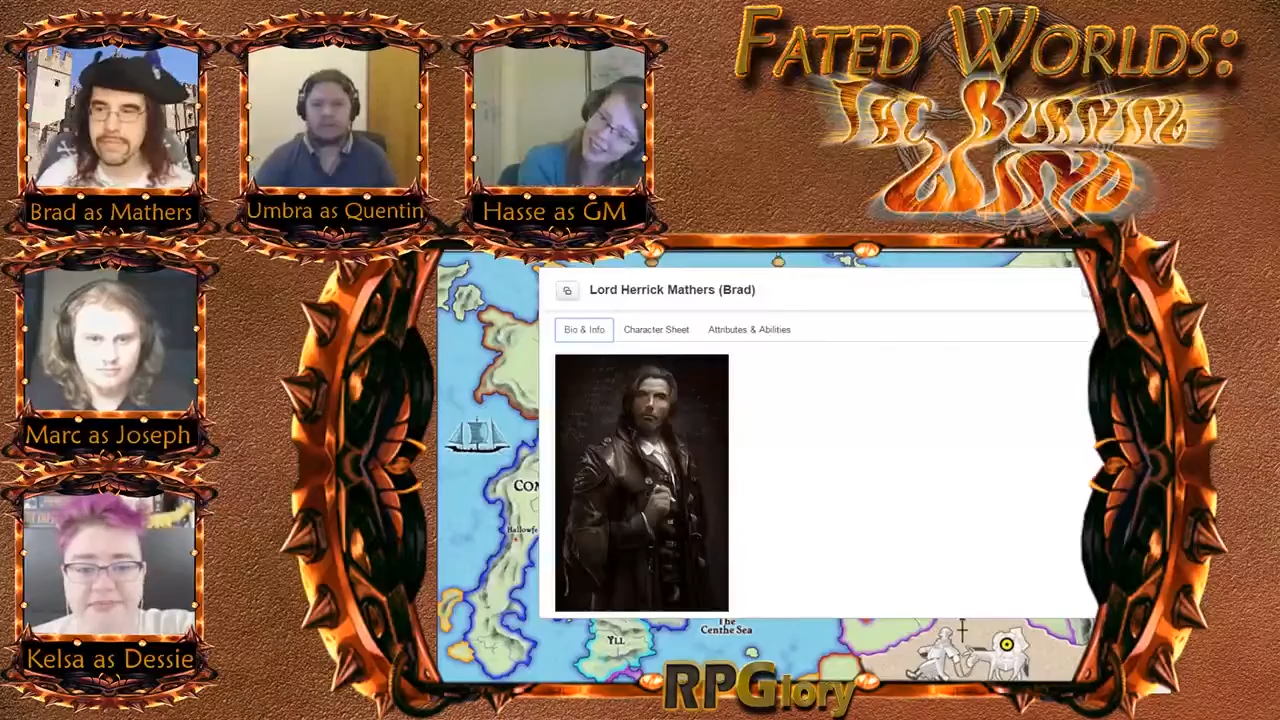 Fated Worlds:
The Burning
Wind
Brad as Mathers
Umbra as Quentin
Hasse as GM
Marc as Joseph
Kelsa as Dessie
Lord Herrick Mathers (Brad)
Bio & Info
Character Sheet
Attributes & Abilities
Yll
The
Centhe Sea
RPGlory